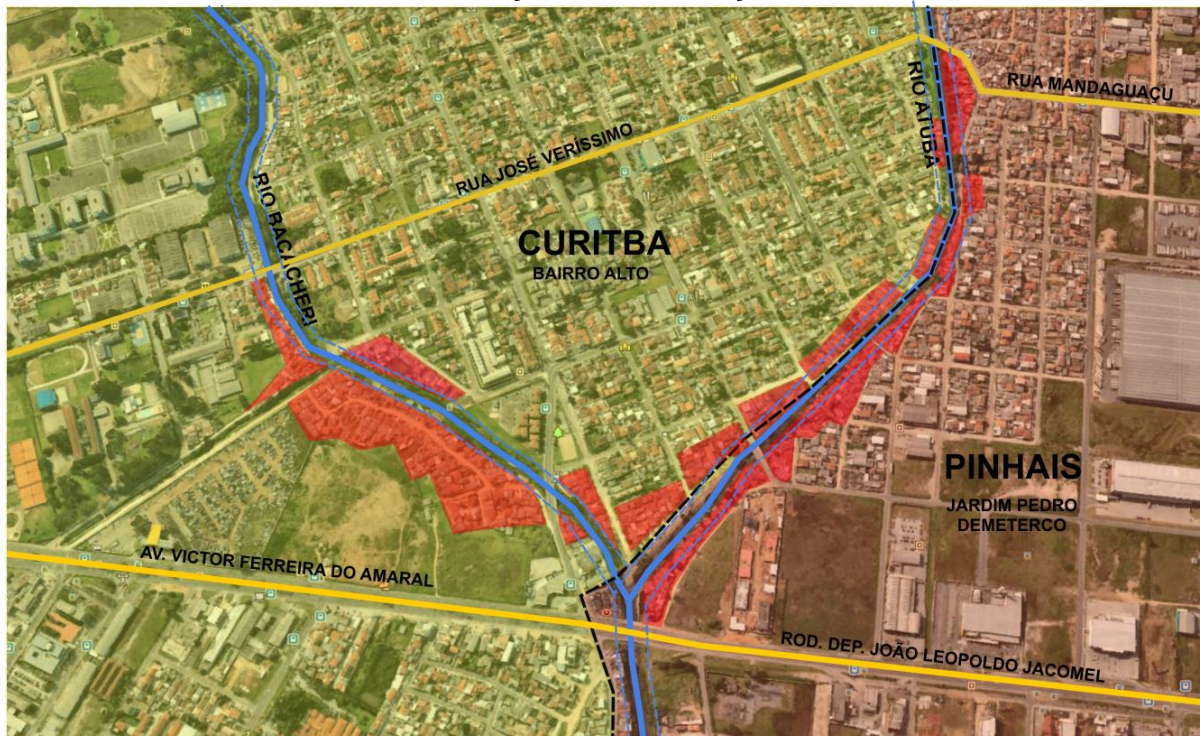 RUA MANDAGUAÇU
RIO ATUBA
RUA JOSÉ VERÍSSIMO
RIO BACACHERI
CURITBA
BAIRRO ALTO
PINHAIS
JARDIM PEDRO
DEMETERCO
AV. VICTOR FERREIRA DO AMARAL
ROD. DEP. JOÃO LEOPOLDO JACOMEL